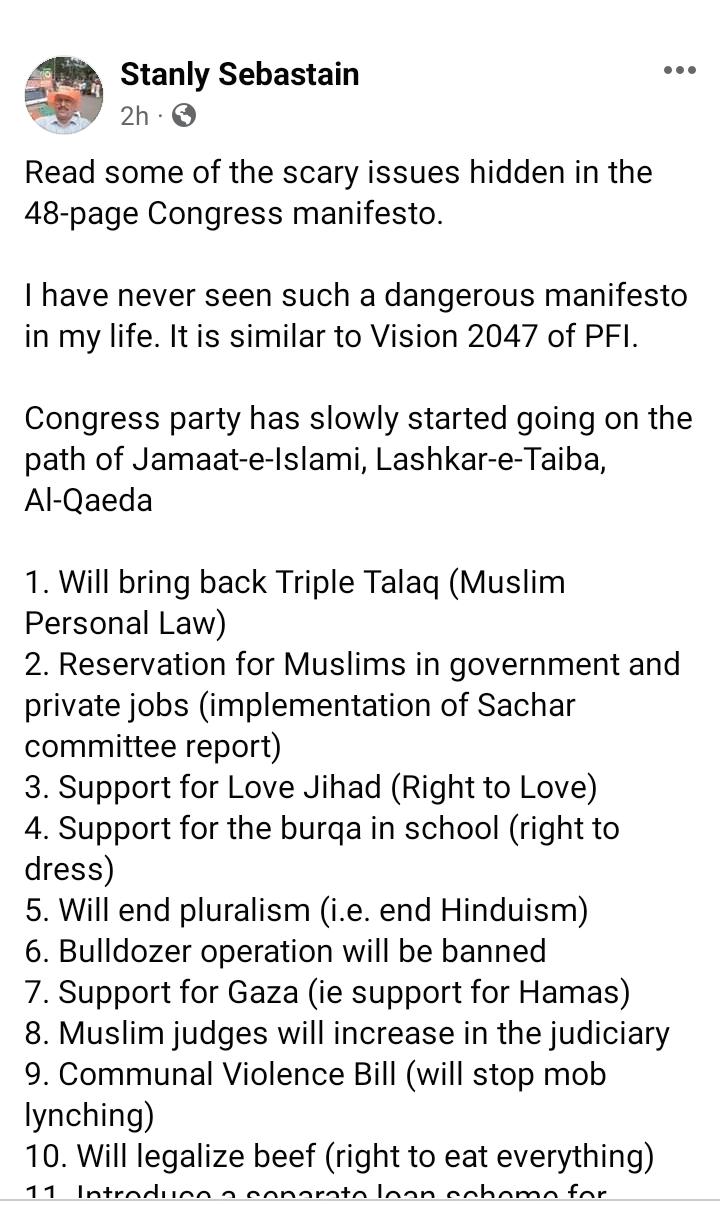 Stanly Sebastain
2h ·
Read some of the scary issues hidden in the
48-page Congress manifesto.
I have never seen such a dangerous manifesto
in my life. It is similar to Vision 2047 of PFI.
Congress party has slowly started going on the
path of Jamaat-e-Islami, Lashkar-e-Taiba,
Al-Qaeda
1. Will bring back Triple Talaq (Muslim
Personal Law)
2. Reservation for Muslims in government and
private jobs (implementation of Sachar
committee report)
3. Support for Love Jihad (Right to Love)
4. Support for the burqa in school (right to
dress)
5. Will end pluralism (i.e. end Hinduism)
6. Bulldozer operation will be banned
7. Support for Gaza (ie support for Hamas)
8. Muslim judges will increase in the judiciary
9. Communal Violence Bill (will stop mob
lynching)
10. Will legalize beef (right to eat everything)
11. Introduce a separate loan scheme for